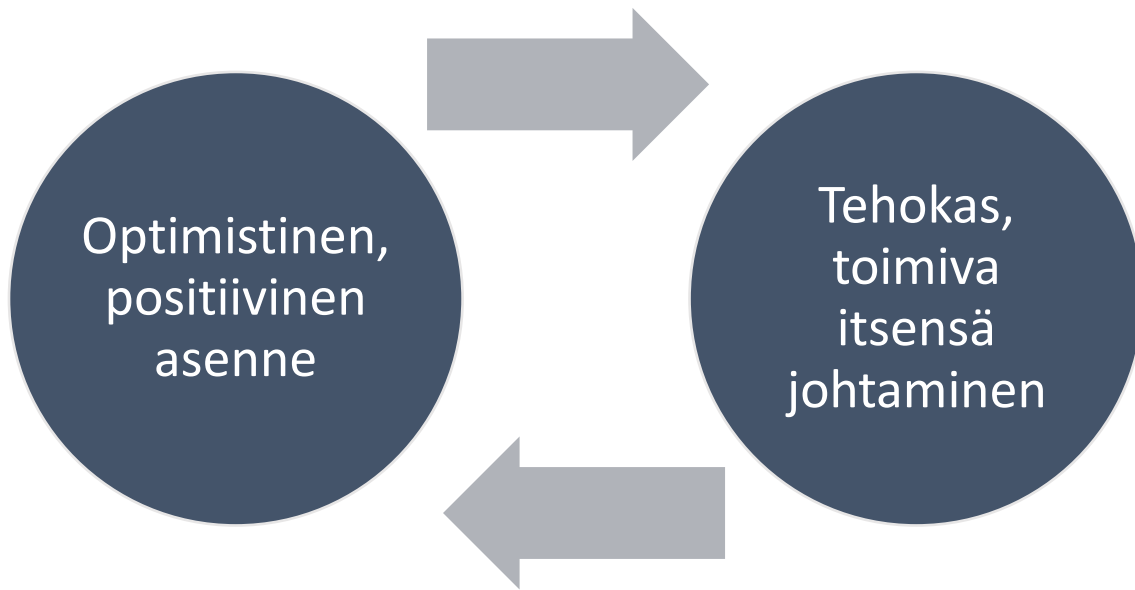 Optimistinen,
positiivinen
asenne
Tehokas,
toimiva
itsensä
johtaminen